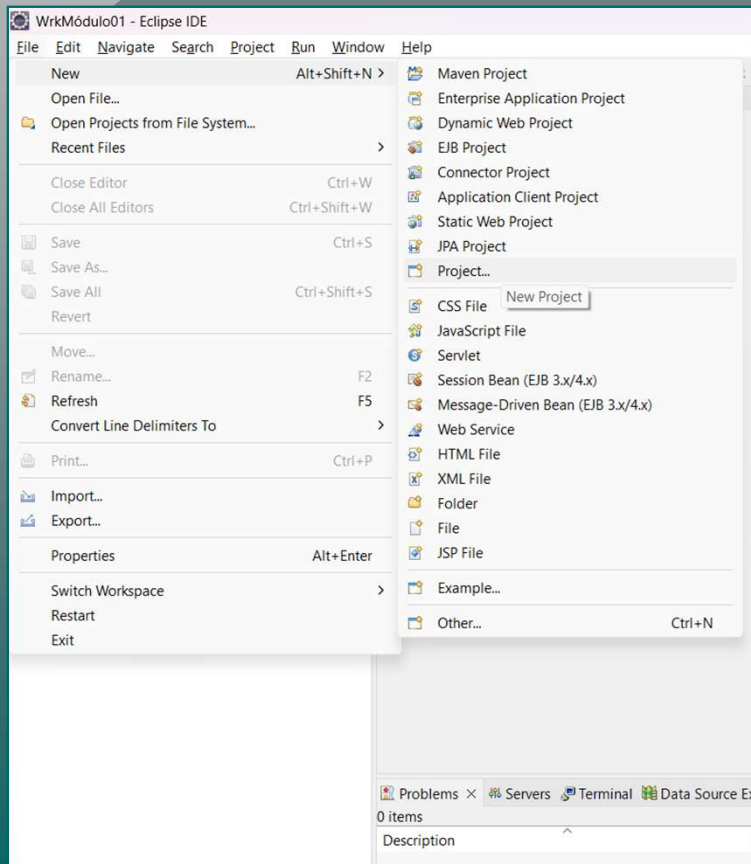 WrkMódulo01 - Eclipse IDE
File Edit Navigate Search Project Run Window Help
New Alt+Shift+N >
Open File...
Open Projects from File System...
Recent Files >
Close Editor Ctrl+W
Close All Editors Ctrl+Shift+W
Save Ctrl+S
Save As...
Save All Ctrl+Shift+S
Revert
Move...
Rename... F2
Refresh F5
Convert Line Delimiters To >
Print... Ctrl+P
Import...
Export...
Properties Alt+Enter
Switch Workspace >
Restart
Exit
Maven Project
Enterprise Application Project
Dynamic Web Project
EJB Project
Connector Project
Application Client Project
Static Web Project
JPA Project
Project...
New Project
CSS File
JavaScript File
Servlet
Session Bean (EJB 3.x/4.x)
Message-Driven Bean (EJB 3.x/4.x)
Web Service
HTML File
XML File
Folder
File
JSP File
Example...
Other... Ctrl+N
Problems × Servers Terminal Data Source Ex
0 items
Description